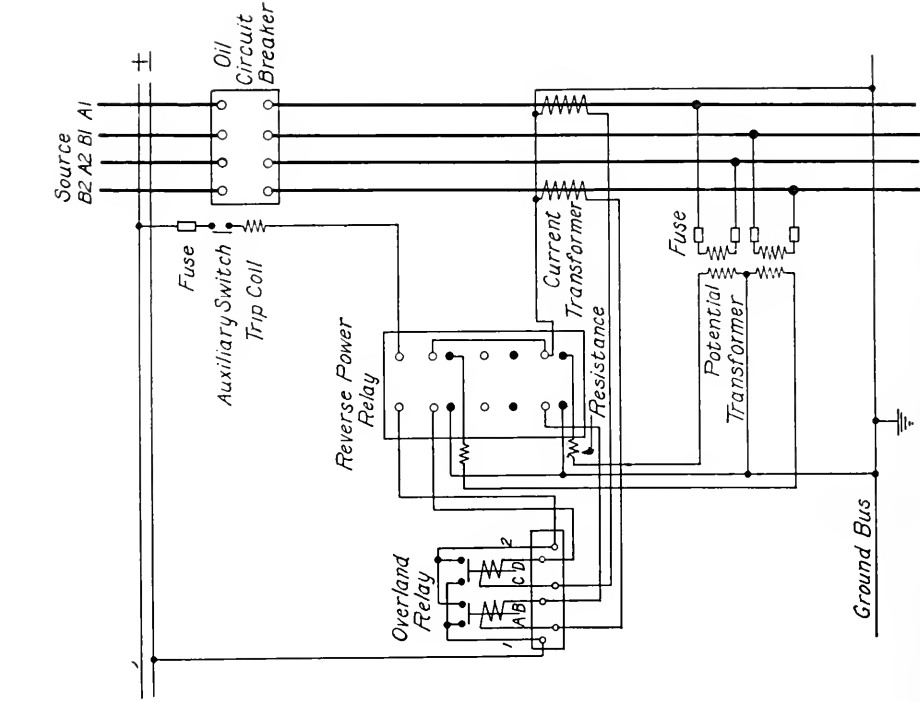 Oil
Circuit
Breaker
Source
B2 A2 B1 A1
Fuse
Auxiliary Switch
Trip Coil
Current
Transformer
Fuse
Potential
Transformer
Reverse Power
Relay
Resistance
Overland
Relay
1
A B
C D
2
Ground Bus